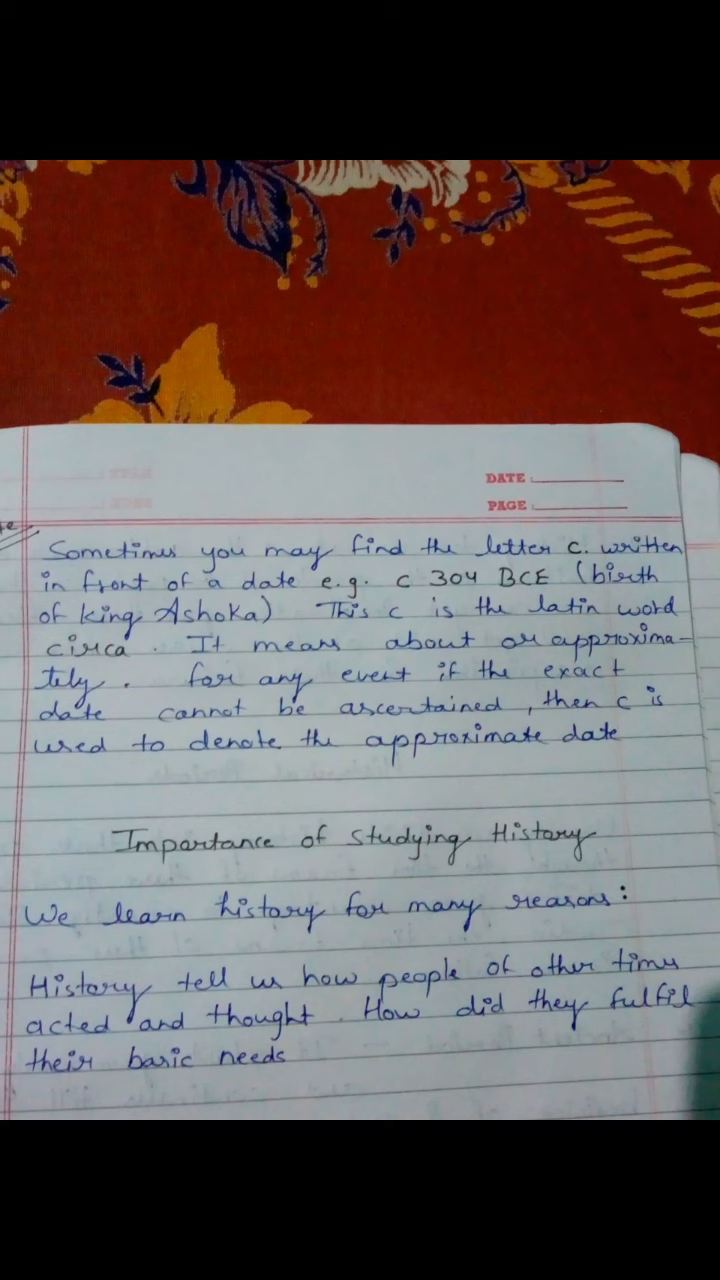 DATE :
PAGE :
Sometimes you may find the letter c. written
in front of a date e.g. c 304 BCE (birth
of king Ashoka) This c is the latin word
circa. It means about or approxima-
tely. for any event if the exact
date cannot be ascertained, then c is
used to denote the approximate date
Importance of studying History
We learn history for many reasons:
History tell us how people of other times
acted and thought. How did they fulfil
their basic needs